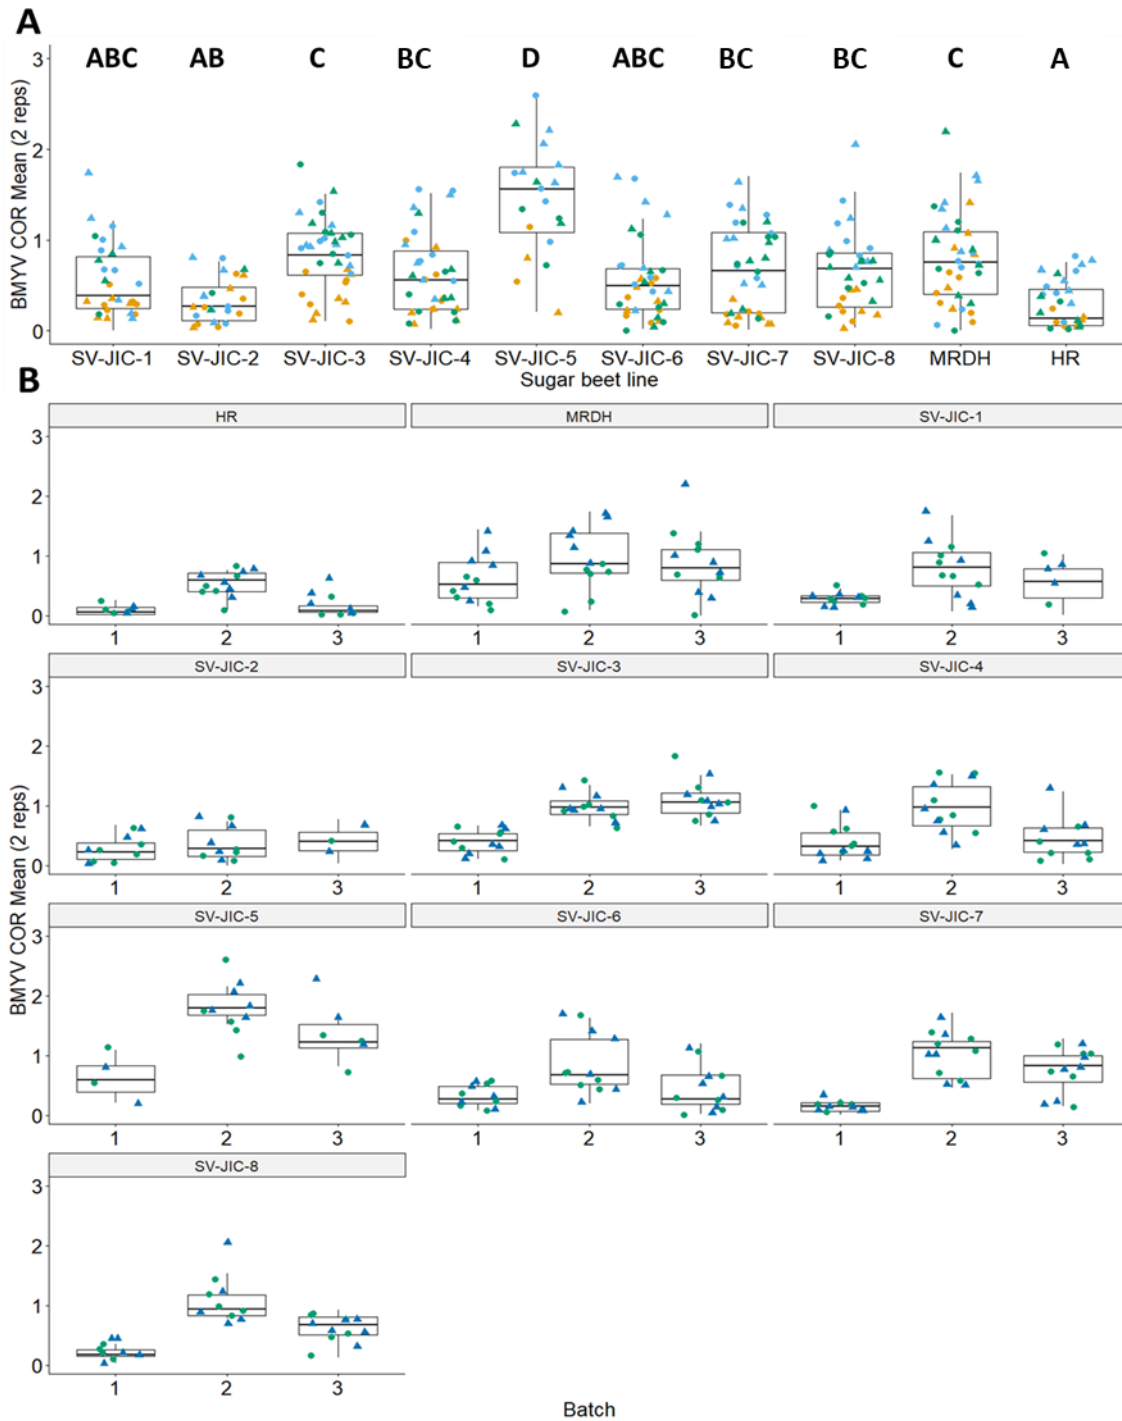 A
ABC AB C BC D ABC BC BC C A
BMYV COR Mean (2 reps)
3
2
1
0
SV-JIC-1 SV-JIC-2 SV-JIC-3 SV-JIC-4 SV-JIC-5 SV-JIC-6 SV-JIC-7 SV-JIC-8 MRDH HR
Sugar beet line
B
BMYV COR Mean (2 reps)
HR MRDH SV-JIC-1
3
2
1
0
1 2 3 1 2 3 1 2 3
SV-JIC-2 SV-JIC-3 SV-JIC-4
3
2
1
0
1 2 3 1 2 3 1 2 3
SV-JIC-5 SV-JIC-6 SV-JIC-7
3
2
1
0
1 2 3 1 2 3 1 2 3
SV-JIC-8
3
2
1
0
1 2 3
Batch